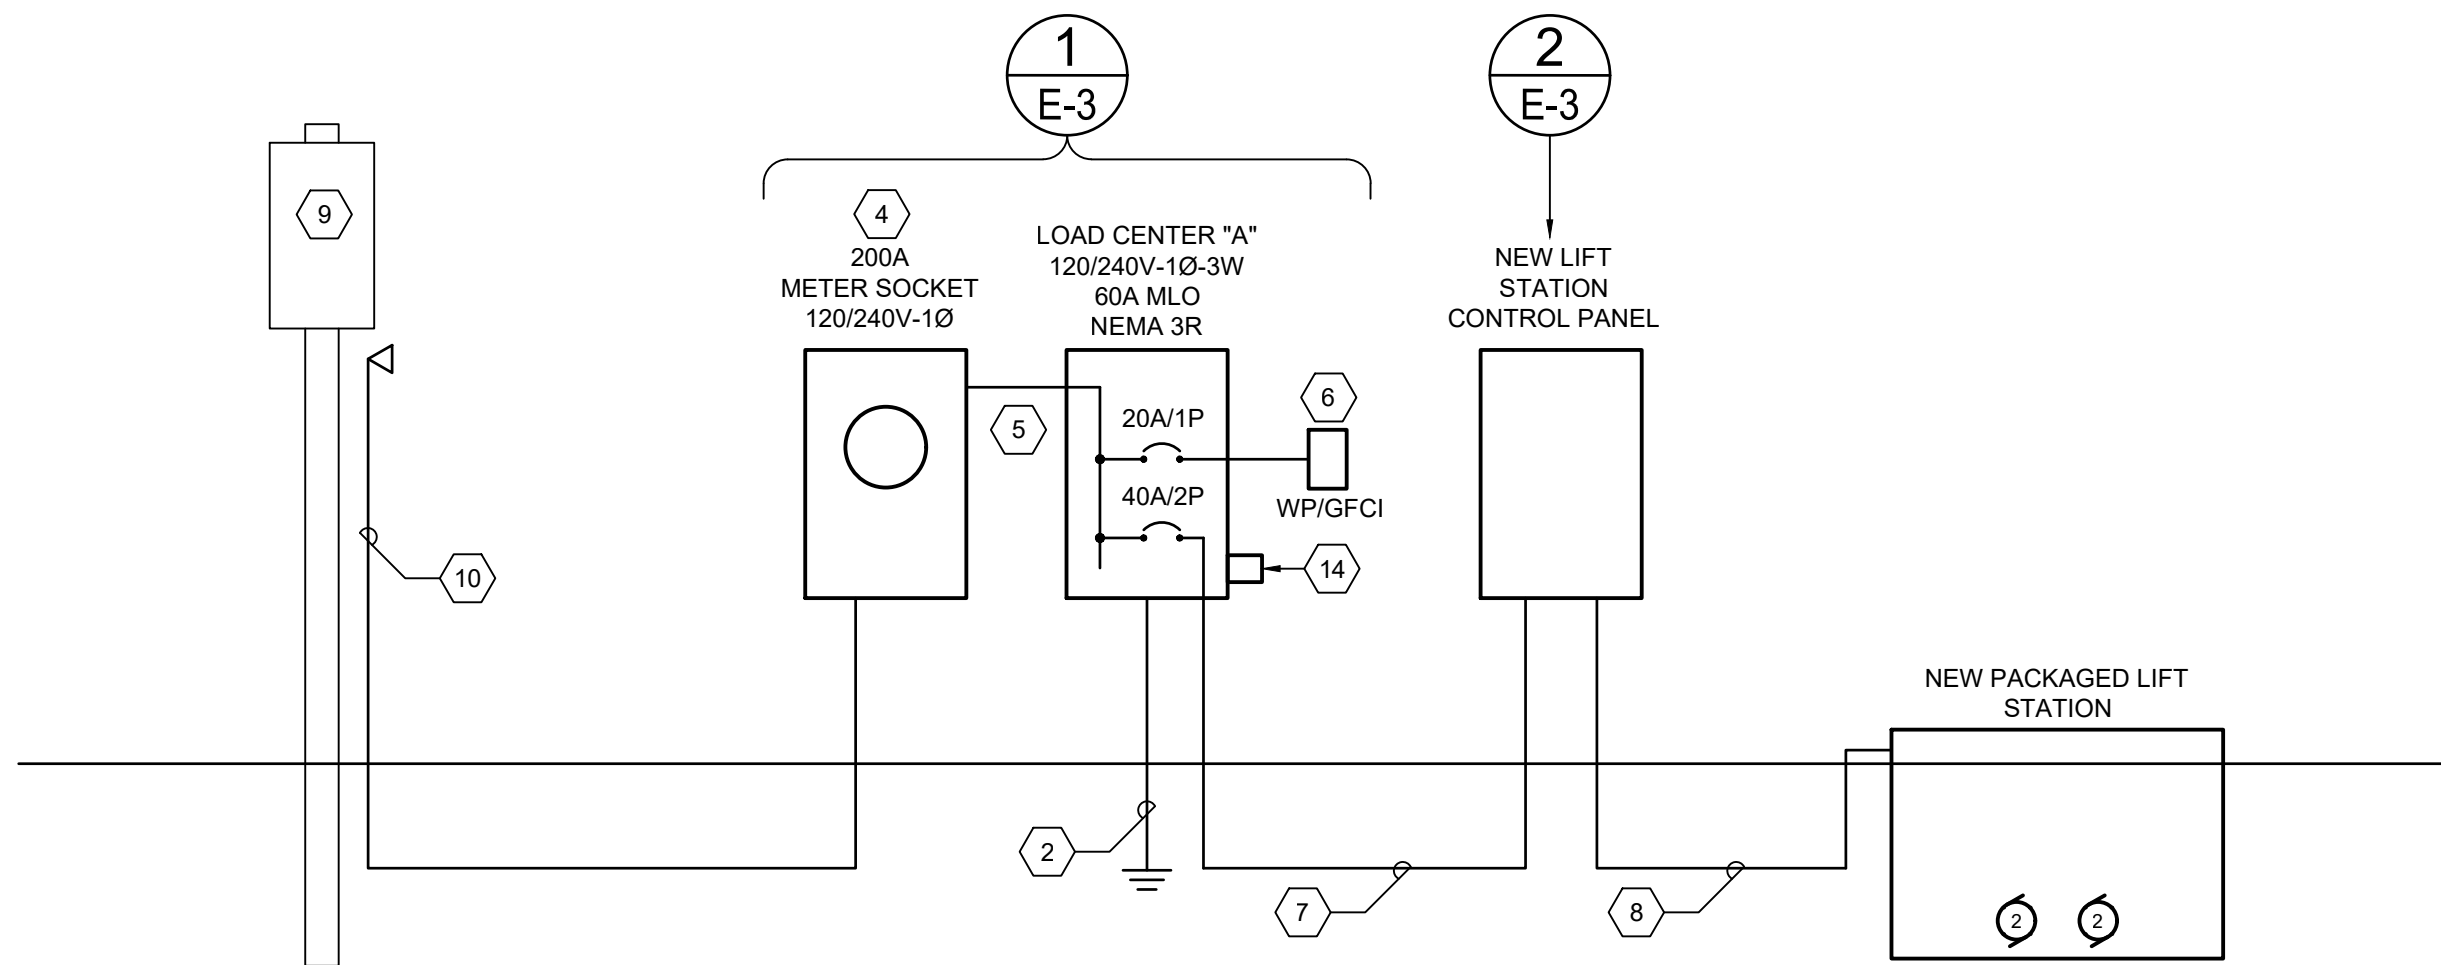 1
E-3
2
E-3
9
4
200A
METER SOCKET
120/240V-1Ø
LOAD CENTER "A"
120/240V-1Ø-3W
60A MLO
NEMA 3R
NEW LIFT
STATION
CONTROL PANEL
5
20A/1P
40A/2P
6
WP/GFCI
14
10
NEW PACKAGED LIFT
STATION
2
7
8
2
2